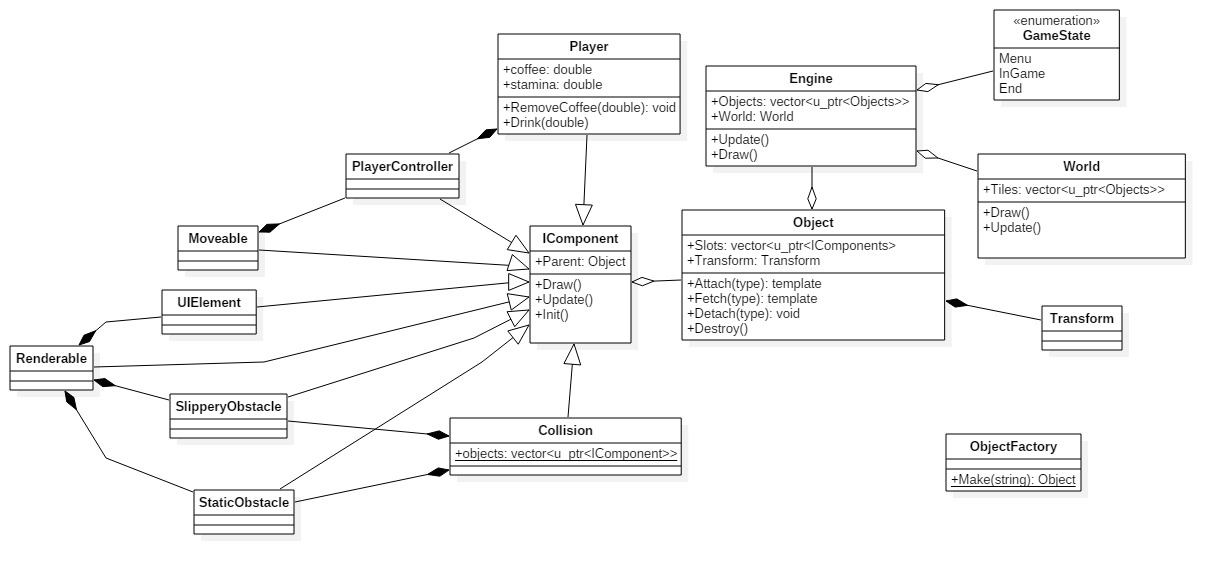 «enumeration»
GameState
Menu
InGame
End
Player
+coffee: double
+stamina: double
+RemoveCoffee(double): void
+Drink(double)
Engine
+Objects: vector<u_ptr<Objects>>
+World: World
+Update()
+Draw()
PlayerController
World
+Tiles: vector<u_ptr<Objects>>
+Draw()
+Update()
Moveable
IComponent
+Parent: Object
+Draw()
+Update()
+Init()
Object
+Slots: vector<u_ptr<IComponents>
+Transform: Transform
+Attach(type): template
+Fetch(type): template
+Detach(type): void
+Destroy()
UIElement
Transform
Renderable
SlipperyObstacle
Collision
+objects: vector<u_ptr<IComponent>>
ObjectFactory
+Make(string): Object
StaticObstacle